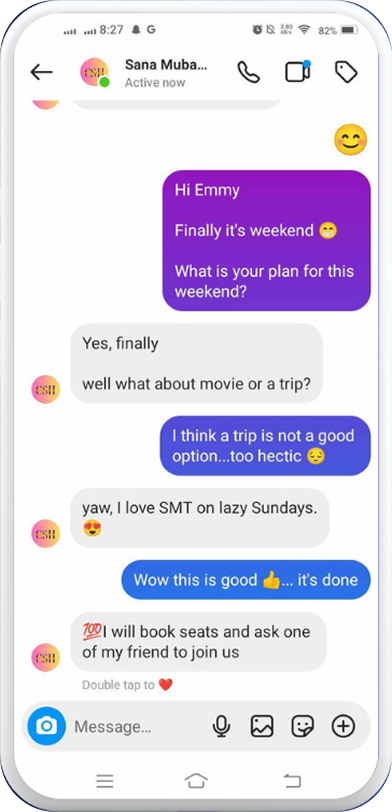 8:27 G 3.80 KB/s 82%
Sana Muba...
Active now
CSH
Hi Emmy
Finally it's weekend 😁
What is your plan for this
weekend?
Yes, finally
well what about movie or a trip?
CSH
I think a trip is not a good
option...too hectic 😔
yaw, I love SMT on lazy Sundays.
😍
CSH
Wow this is good 👍... it's done
💯I will book seats and ask one
of my friend to join us
CSH
Double tap to ❤️
Message...